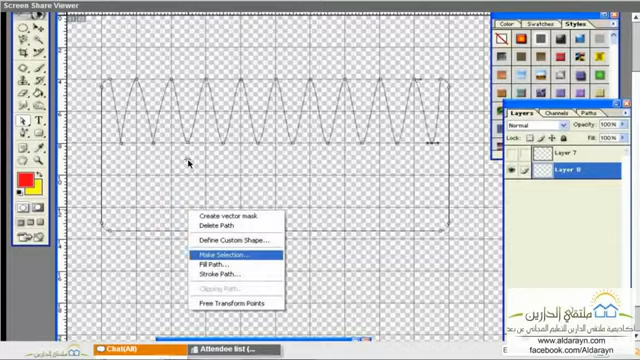 Screen Share Viewer
Color
Swatches
Styles
Layers
Channels
Paths
Normal
Opacity: 100%
Lock:
Fill: 100%
Layer 7
Layer 8
Create vector mask
Delete Path
Define Custom Shape...
Make Selection...
Fill Path...
Stroke Path...
Clipping Path...
Free Transform Points
ملتقى الدارين
www.aldarayn.com
facebook.com/Aldarayn
Chat(All)
Attendee list (...